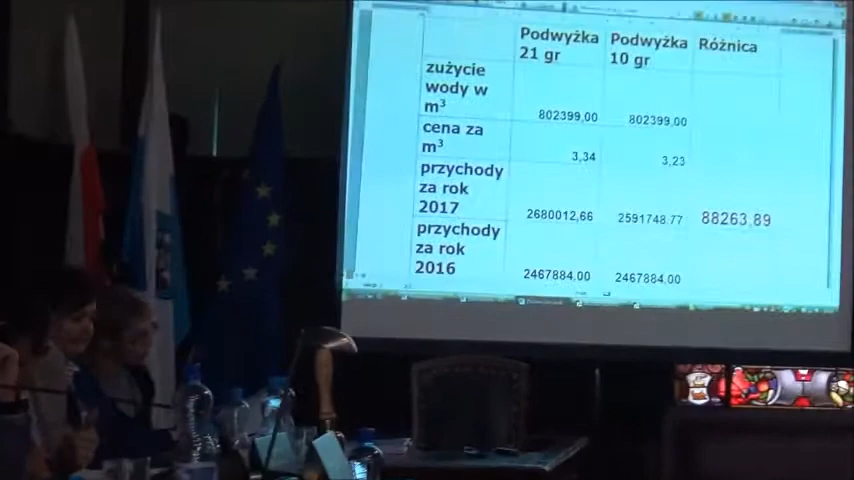 Podwyżka 21 gr Podwyżka 10 gr Różnica
zużycie wody w m³ 802399,00 802399,00
cena za m³ 3,34 3,23
przychody za rok 2017 2680012,66 2591748.77 88263,89
przychody za rok 2016 2467884,00 2467884,00